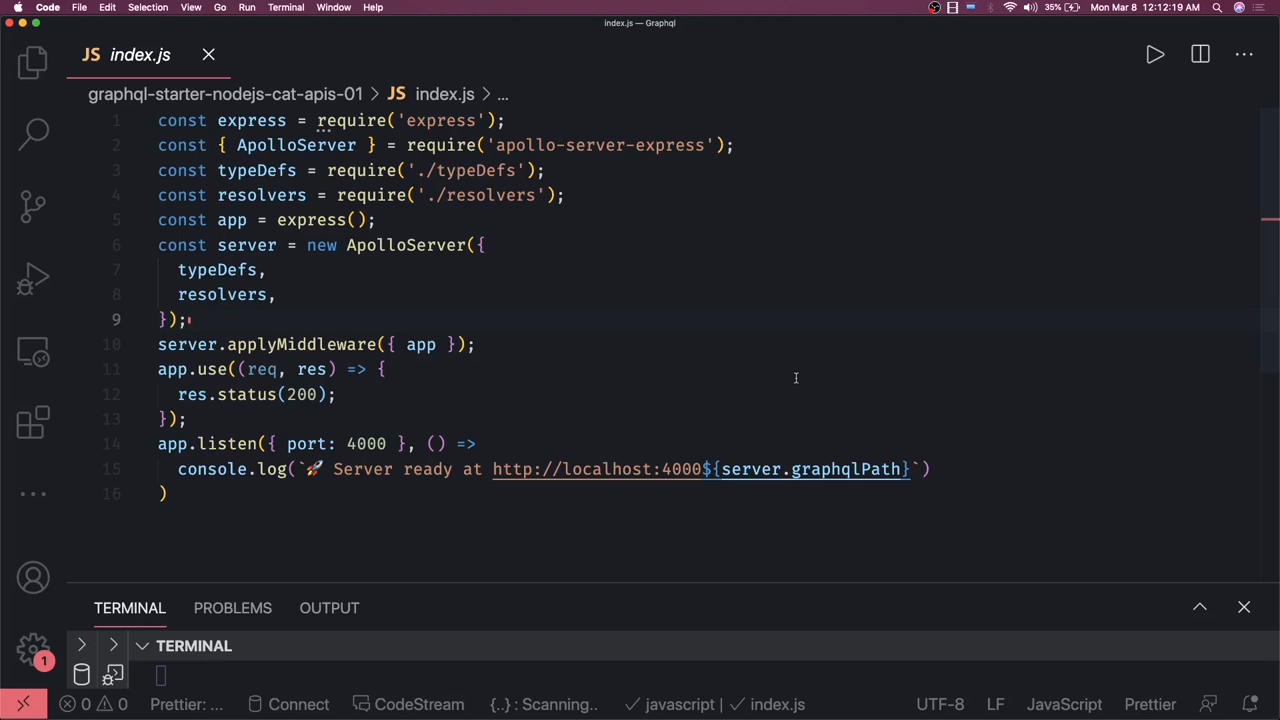 Code File Edit Selection View Go Run Terminal Window Help 35% Mon Mar 8 12:12:19 AM
index.js — Graphql
JS index.js
graphql-starter-nodejs-cat-apis-01 > JS index.js > ...
1 const express = require('express');
2 const { ApolloServer } = require('apollo-server-express');
3 const typeDefs = require('./typeDefs');
4 const resolvers = require('./resolvers');
5 const app = express();
6 const server = new ApolloServer({
7 typeDefs,
8 resolvers,
9 });
10 server.applyMiddleware({ app });
11 app.use((req, res) => {
12 res.status(200);
13 });
14 app.listen({ port: 4000 }, () =>
15 console.log(`🚀 Server ready at http://localhost:4000${server.graphqlPath}`)
16 )
TERMINAL PROBLEMS OUTPUT
TERMINAL
1
0 0 Prettier: ... Connect CodeStream {..} : Scanning.. ✓ javascript | ✓ index.js UTF-8 LF JavaScript Prettier